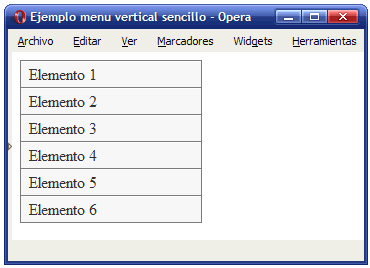 Ejemplo menu vertical sencillo - Opera
Archivo Editar Ver Marcadores Widgets Herramientas
Elemento 1
Elemento 2
Elemento 3
Elemento 4
Elemento 5
Elemento 6